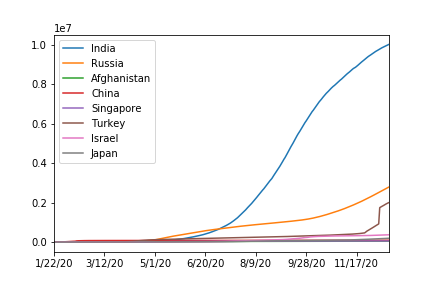 1e7
1.0
0.8
0.6
0.4
0.2
0.0
India
Russia
Afghanistan
China
Singapore
Turkey
Israel
Japan
1/22/20 3/12/20 5/1/20 6/20/20 8/9/20 9/28/20 11/17/20